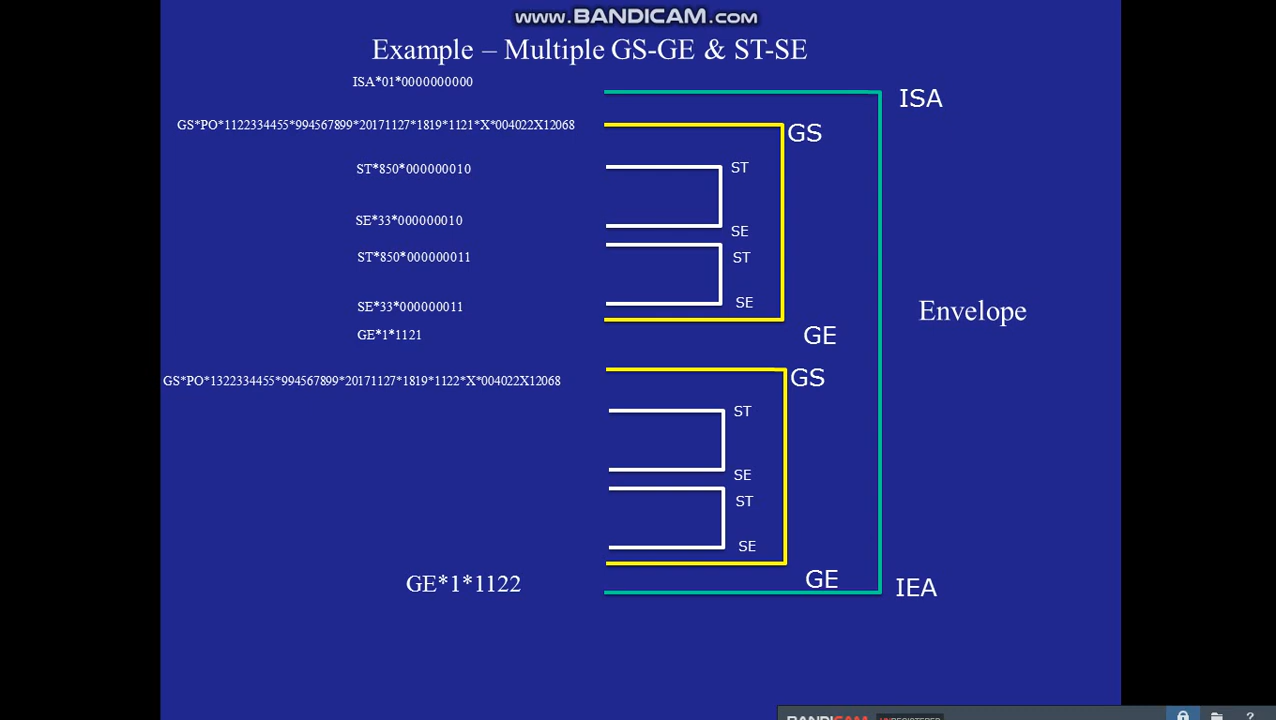 www.BANDICAM.com
Example – Multiple GS-GE & ST-SE
ISA*01*0000000000
ISA
GS*PO*1122334455*994567899*20171127*1819*1121*X*004022X12068
GS
ST*850*000000010
ST
SE*33*000000010
SE
ST*850*000000011
ST
SE*33*000000011
SE
GE*1*1121
GE
Envelope
GS*PO*1322334455*994567899*20171127*1819*1122*X*004022X12068
GS
ST
SE
ST
SE
GE*1*1122
GE
IEA
BANDICAM UNREGISTERED
?